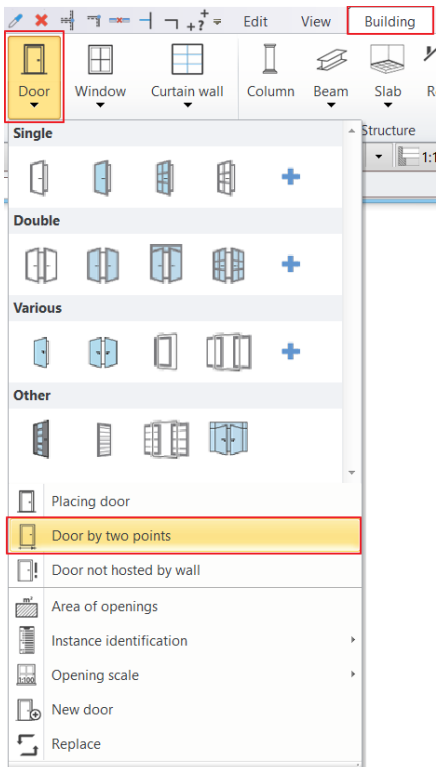 Edit View Building
Door Window Curtain wall Column Beam Slab
Structure
1:1
Single
Double
Various
Other
Placing door
Door by two points
Door not hosted by wall
m² Area of openings
Instance identification
1:100 Opening scale
New door
Replace